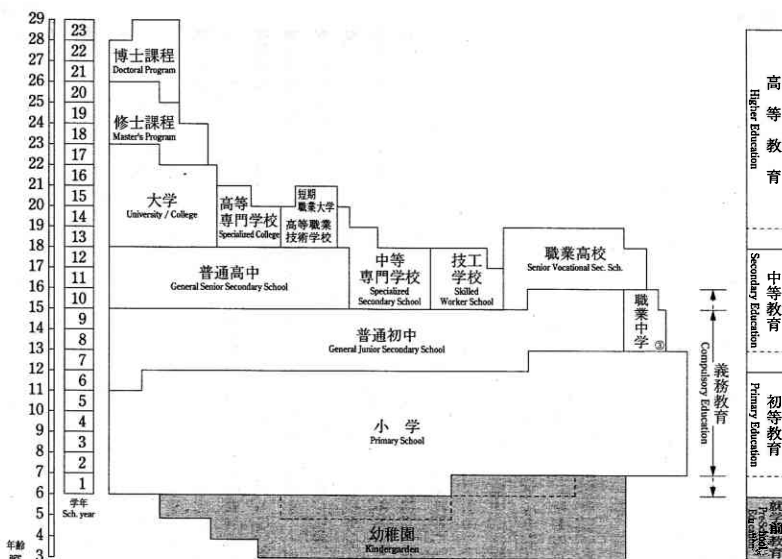 29
28
27
26
25
24
23
22
21
20
19
18
17
16
15
14
13
12
11
10
9
8
7
6
5
4
3
23
22
21
20
19
18
17
16
15
14
13
12
11
10
9
8
7
6
5
4
3
2
1
学年
Sch. year
年齢
博士課程
Doctoral Program
修士課程
Master's Program
大学
University / College
高等
専門学校
Specialized College
短期
職業大学
高等職業
技術学校
普通高中
General Senior Secondary School
中等
専門学校
Specialized
Secondary School
技工
学校
Skilled
Worker School
職業高校
Senior Vocational Sec. Sch.
普通初中
General Junior Secondary School
職業中学
小学
Primary School
幼稚園
Kindergarden
義務教育
Compulsory Education
高等教育
Higher Education
中等教育
Secondary Education
初等教育
Primary Education
就学前
Pre-School
Education